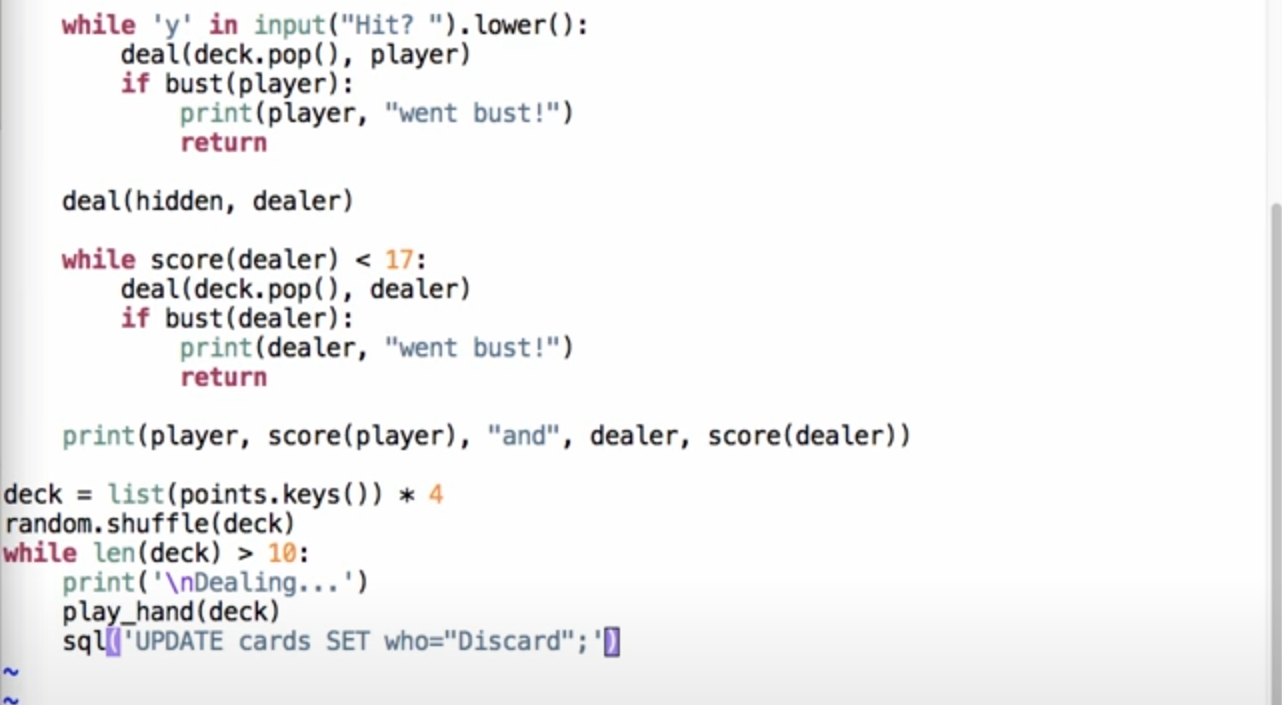 while 'y' in input("Hit? ").lower():
deal(deck.pop(), player)
if bust(player):
print(player, "went bust!")
return
deal(hidden, dealer)
while score(dealer) < 17:
deal(deck.pop(), dealer)
if bust(dealer):
print(dealer, "went bust!")
return
print(player, score(player), "and", dealer, score(dealer))
deck = list(points.keys()) * 4
random.shuffle(deck)
while len(deck) > 10:
print('\nDealing...')
play_hand(deck)
sql('UPDATE cards SET who="Discard";')
~
~